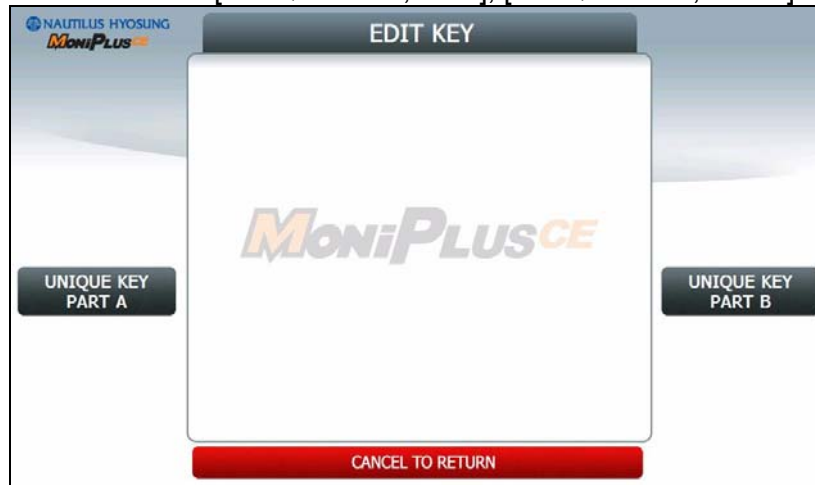 NAUTILUS HYOSUNG
MONIPLUS CE
EDIT KEY
MONIPLUS CE
UNIQUE KEY
PART A
UNIQUE KEY
PART B
CANCEL TO RETURN